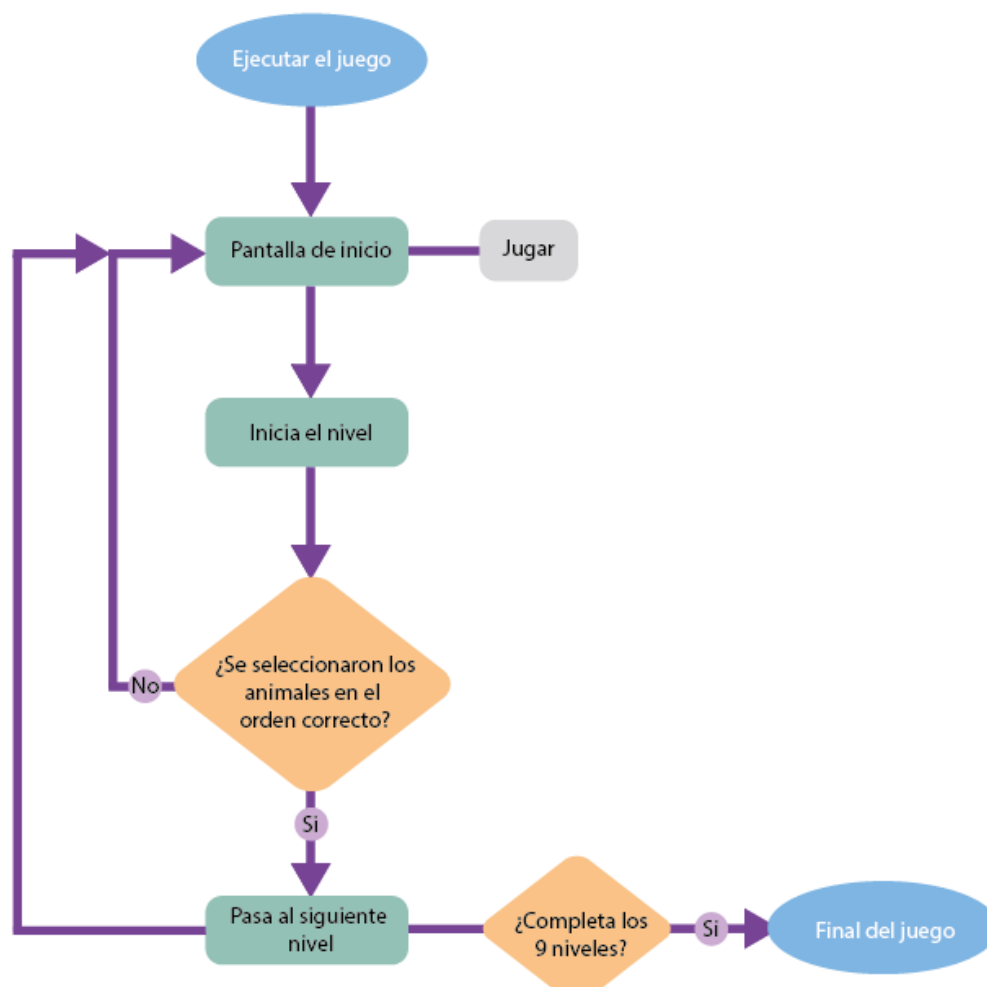 Ejecutar el juego
Pantalla de inicio
Jugar
Inicia el nivel
¿Se seleccionaron los
animales en el
orden correcto?
No
Si
Pasa al siguiente
nivel
¿Completa los
9 niveles?
Si
Final del juego